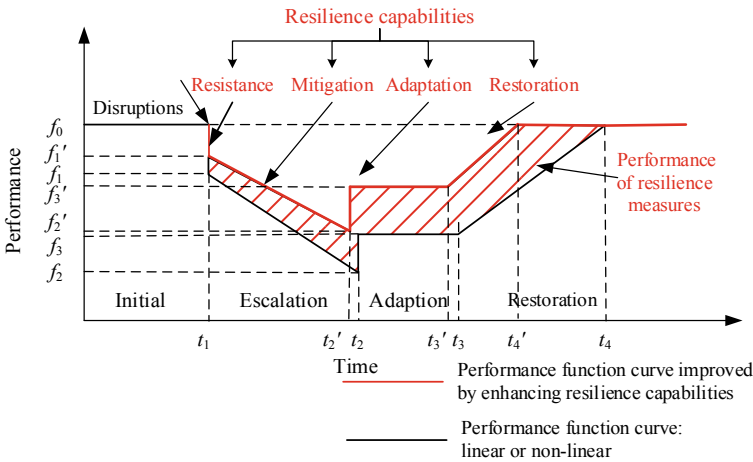 Resilience capabilities
Resistance Mitigation Adaptation Restoration
Disruptions
f₀
f₁′
f₁
f₃′
f₂′
f₃
f₂
Performance
Performance
of resilience
measures
Initial Escalation Adaption Restoration
t₁ t₂′ t₂ t₃′ t₃ t₄′ t₄
Time
Performance function curve improved
by enhancing resilience capabilities
Performance function curve:
linear or non-linear